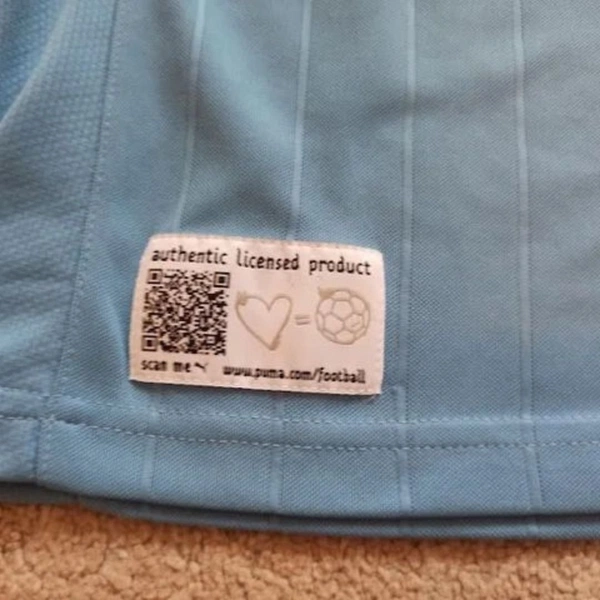 authentic licensed product
=
scan me www.puma.com/football